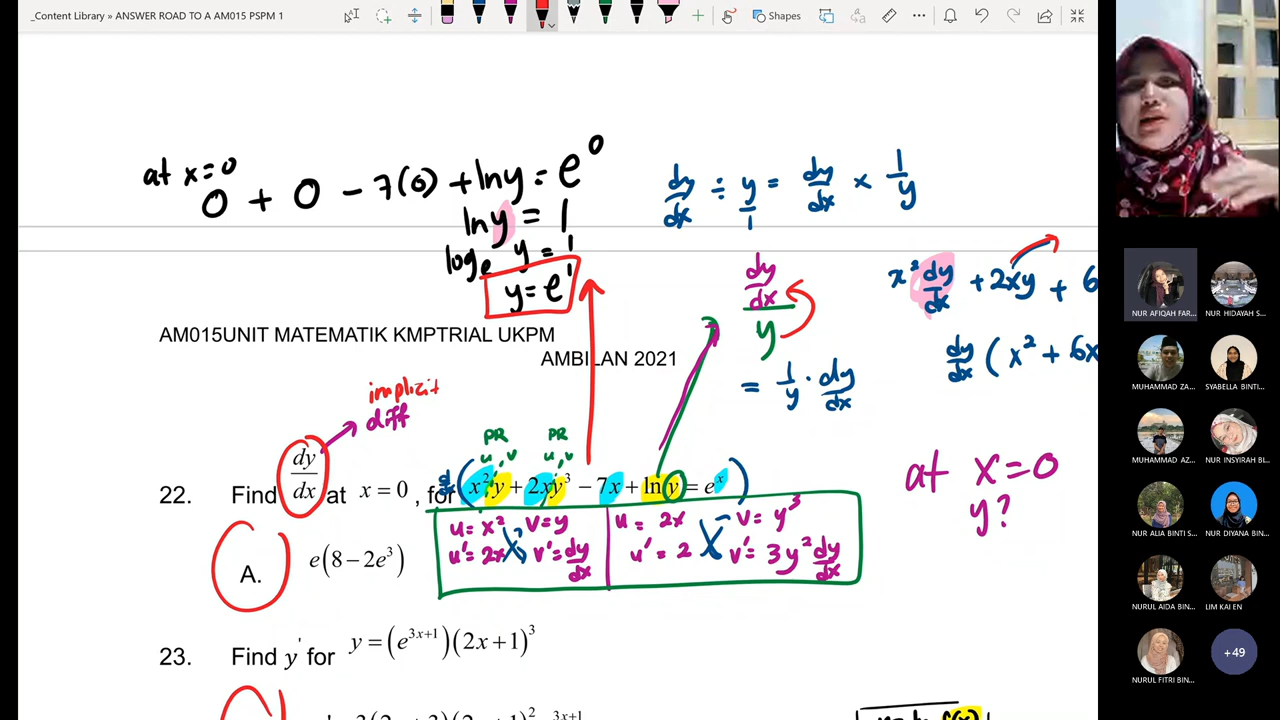 _Content Library » ANSWER ROAD TO A AM015 PSPM 1
Shapes
at x=0
0 + 0 - 7(0) + ln y = e^0
ln y = 1
log_e y = 1
y = e^1
dy/dx ÷ y/1 = dy/dx × 1/y
dy/dx
y
= 1/y · dy/dx
x² dy/dx + 2xy + 6
dy/dx ( x² + 6x
AM015UNIT MATEMATIK KMPTRIAL UKPM
AMBILAN 2021
implicit
diff
PR PR
u,v u,v
22. Find dy/dx at x = 0 , for d/dx ( x²y + 2xy³ − 7x + ln y = e^x )
at x=0
y?
u = x² v = y u = 2x v = y³
u' = 2x v' = dy/dx u' = 2 v' = 3y² dy/dx
A. e(8 − 2e³)
23. Find y' for y = (e^(3x+1))(2x+1)³
NUR AFIQAH FAR...
NUR HIDAYAH S...
MUHAMMAD ZA...
SYABELLA BINTI...
MUHAMMAD AZ...
NUR INSYIRAH BI...
NUR ALIA BINTI S...
NUR DIYANA BIN...
NURUL AIDA BIN...
LIM KAI EN
NURUL FITRI BIN...
+49